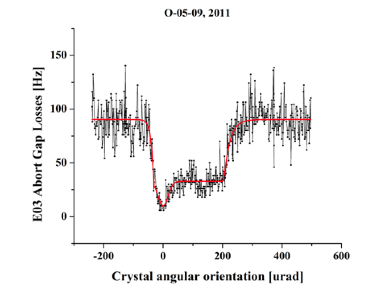 O-05-09, 2011
E03 Abort Gap Losses [Hz]
150
100
50
0
-200 0 200 400 600
Crystal angular orientation [urad]